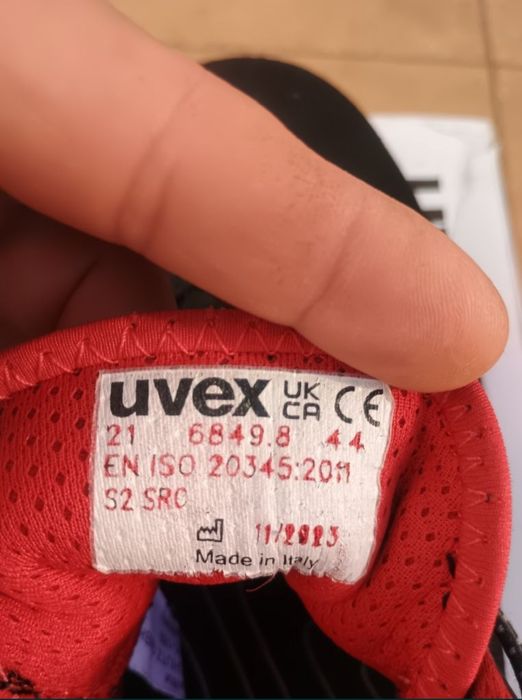 uvex UK CA CE
21 6849.8 44
EN ISO 20345:2011
S2 SRC
11/2023
Made in Italy